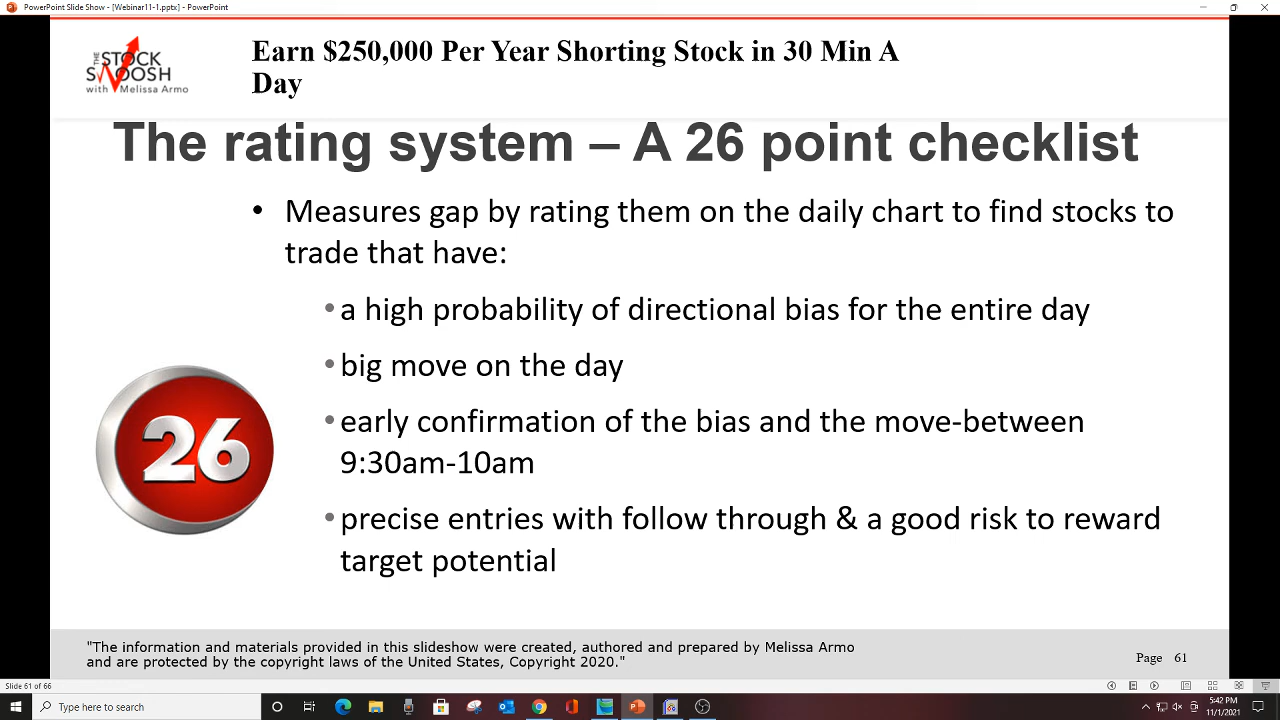 PowerPoint Slide Show - [Webinar11-1.pptx] - PowerPoint
THE
STOCK
SWOOSH
with Melissa Armo
Earn $250,000 Per Year Shorting Stock in 30 Min A
Day
The rating system – A 26 point checklist
• Measures gap by rating them on the daily chart to find stocks to
trade that have:
• a high probability of directional bias for the entire day
• big move on the day
• early confirmation of the bias and the move-between
9:30am-10am
• precise entries with follow through & a good risk to reward
target potential
26
"The information and materials provided in this slideshow were created, authored and prepared by Melissa Armo
and are protected by the copyright laws of the United States, Copyright 2020."
Page 61
Slide 61 of 66
Type here to search
5:42 PM
11/1/2021